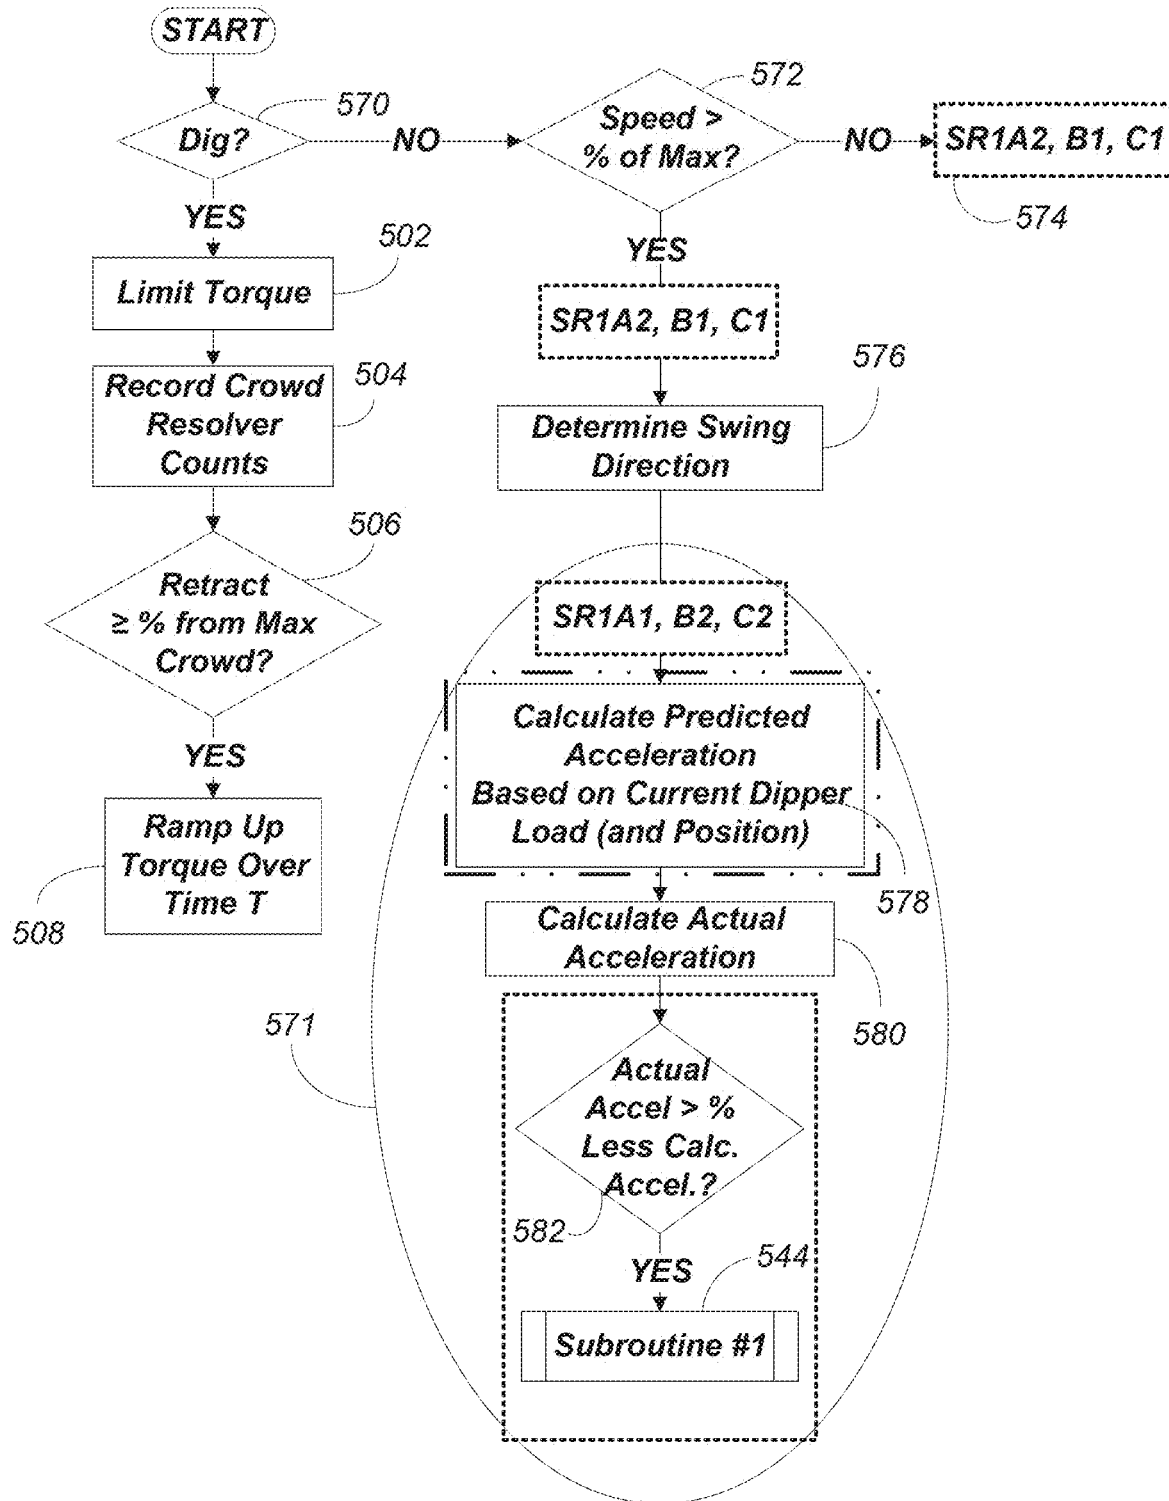 START
570
Dig?
NO
572
Speed >
% of Max?
NO
SR1A2, B1, C1
574
YES
502
Limit Torque
504
Record Crowd
Resolver
Counts
506
Retract
≥ % from Max
Crowd?
YES
Ramp Up
Torque Over
Time T
508
YES
SR1A2, B1, C1
576
Determine Swing
Direction
SR1A1, B2, C2
Calculate Predicted
Acceleration
Based on Current Dipper
Load (and Position)
578
Calculate Actual
Acceleration
580
571
Actual
Accel > %
Less Calc.
Accel.?
582
YES
544
Subroutine #1